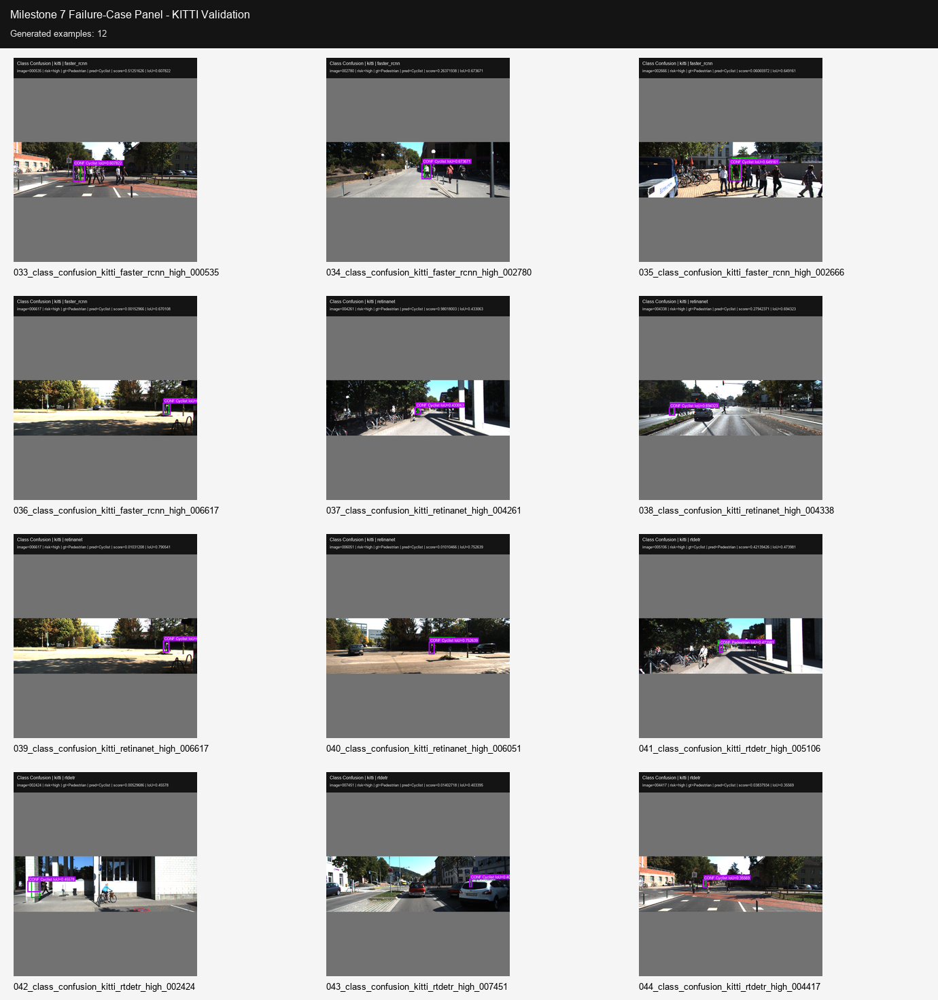 Milestone 7 Failure-Case Panel - KITTI Validation
Generated examples: 12
Class Confusion | kitti | faster_rcnn
image=000535 | risk=high | gt=Pedestrian | pred=Cyclist | score=0.51251626 | IoU=0.607822
CONF Cyclist IoU=0.607822
033_class_confusion_kitti_faster_rcnn_high_000535
Class Confusion | kitti | faster_rcnn
image=002780 | risk=high | gt=Pedestrian | pred=Cyclist | score=0.26371938 | IoU=0.673671
CONF Cyclist IoU=0.673671
034_class_confusion_kitti_faster_rcnn_high_002780
Class Confusion | kitti | faster_rcnn
image=002666 | risk=high | gt=Pedestrian | pred=Cyclist | score=0.06065972 | IoU=0.649161
CONF Cyclist IoU=0.649161
035_class_confusion_kitti_faster_rcnn_high_002666
Class Confusion | kitti | faster_rcnn
image=006617 | risk=high | gt=Pedestrian | pred=Cyclist | score=0.00152966 | IoU=0.670108
CONF Cyclist IoU=
036_class_confusion_kitti_faster_rcnn_high_006617
Class Confusion | kitti | retinanet
image=004261 | risk=high | gt=Pedestrian | pred=Cyclist | score=0.98018003 | IoU=0.433063
CONF Cyclist IoU=0.433063
037_class_confusion_kitti_retinanet_high_004261
Class Confusion | kitti | retinanet
image=004338 | risk=high | gt=Pedestrian | pred=Cyclist | score=0.27942371 | IoU=0.694323
CONF Cyclist IoU=0.694323
038_class_confusion_kitti_retinanet_high_004338
Class Confusion | kitti | retinanet
image=006617 | risk=high | gt=Pedestrian | pred=Cyclist | score=0.01031208 | IoU=0.790541
CONF Cyclist IoU=
039_class_confusion_kitti_retinanet_high_006617
Class Confusion | kitti | retinanet
image=006051 | risk=high | gt=Pedestrian | pred=Cyclist | score=0.01010466 | IoU=0.752639
CONF Cyclist IoU=0.752639
040_class_confusion_kitti_retinanet_high_006051
Class Confusion | kitti | rtdetr
image=005106 | risk=high | gt=Cyclist | pred=Pedestrian | score=0.42139426 | IoU=0.473981
CONF Pedestrian IoU=0.473981
041_class_confusion_kitti_rtdetr_high_005106
Class Confusion | kitti | rtdetr
image=002424 | risk=high | gt=Pedestrian | pred=Cyclist | score=0.00529686 | IoU=0.45578
CONF Cyclist IoU=0.45578
042_class_confusion_kitti_rtdetr_high_002424
Class Confusion | kitti | rtdetr
image=007451 | risk=high | gt=Pedestrian | pred=Cyclist | score=0.01402718 | IoU=0.403395
CONF Cyclist IoU=0.40
043_class_confusion_kitti_rtdetr_high_007451
Class Confusion | kitti | rtdetr
image=004417 | risk=high | gt=Pedestrian | pred=Cyclist | score=0.03837934 | IoU=0.35569
CONF Cyclist IoU=0.35569
044_class_confusion_kitti_rtdetr_high_004417